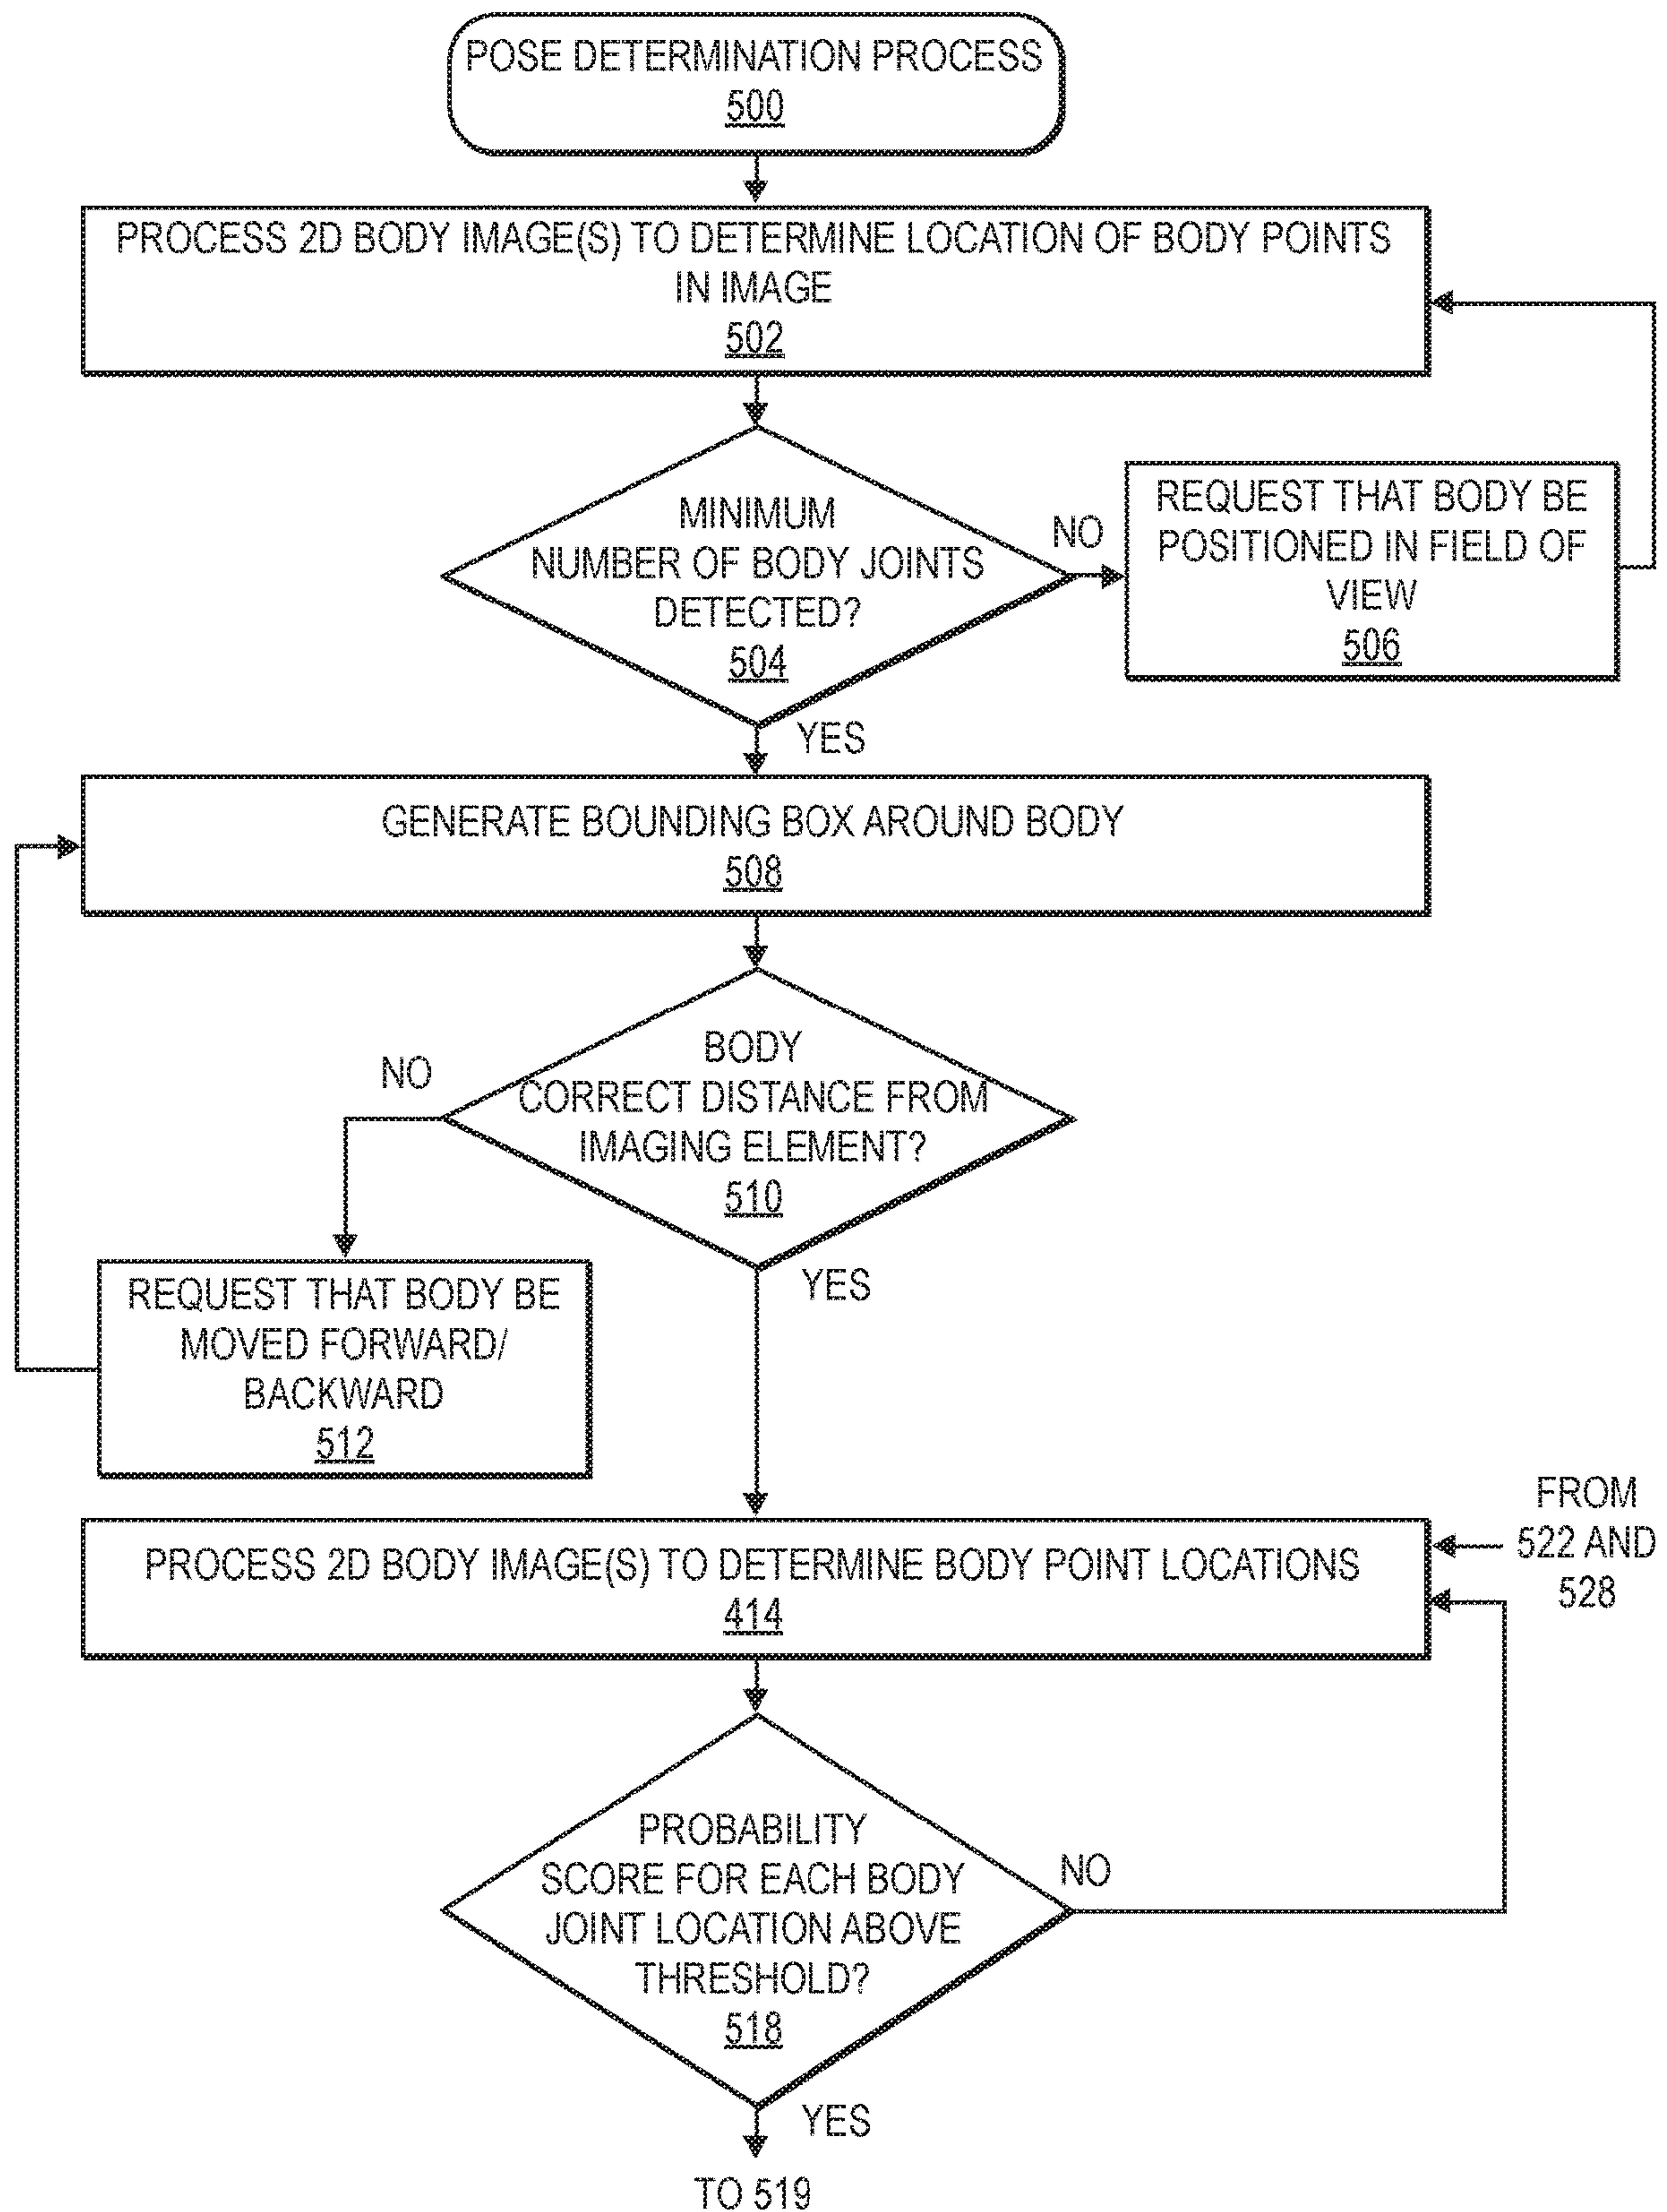 POSE DETERMINATION PROCESS
500
PROCESS 2D BODY IMAGE(S) TO DETERMINE LOCATION OF BODY POINTS
IN IMAGE
502
MINIMUM
NUMBER OF BODY JOINTS
DETECTED?
504
NO
REQUEST THAT BODY BE
POSITIONED IN FIELD OF
VIEW
506
YES
GENERATE BOUNDING BOX AROUND BODY
508
BODY
CORRECT DISTANCE FROM
IMAGING ELEMENT?
510
NO
YES
REQUEST THAT BODY BE
MOVED FORWARD/
BACKWARD
512
FROM
522 AND
528
PROCESS 2D BODY IMAGE(S) TO DETERMINE BODY POINT LOCATIONS
414
PROBABILITY
SCORE FOR EACH BODY
JOINT LOCATION ABOVE
THRESHOLD?
518
NO
YES
TO 519